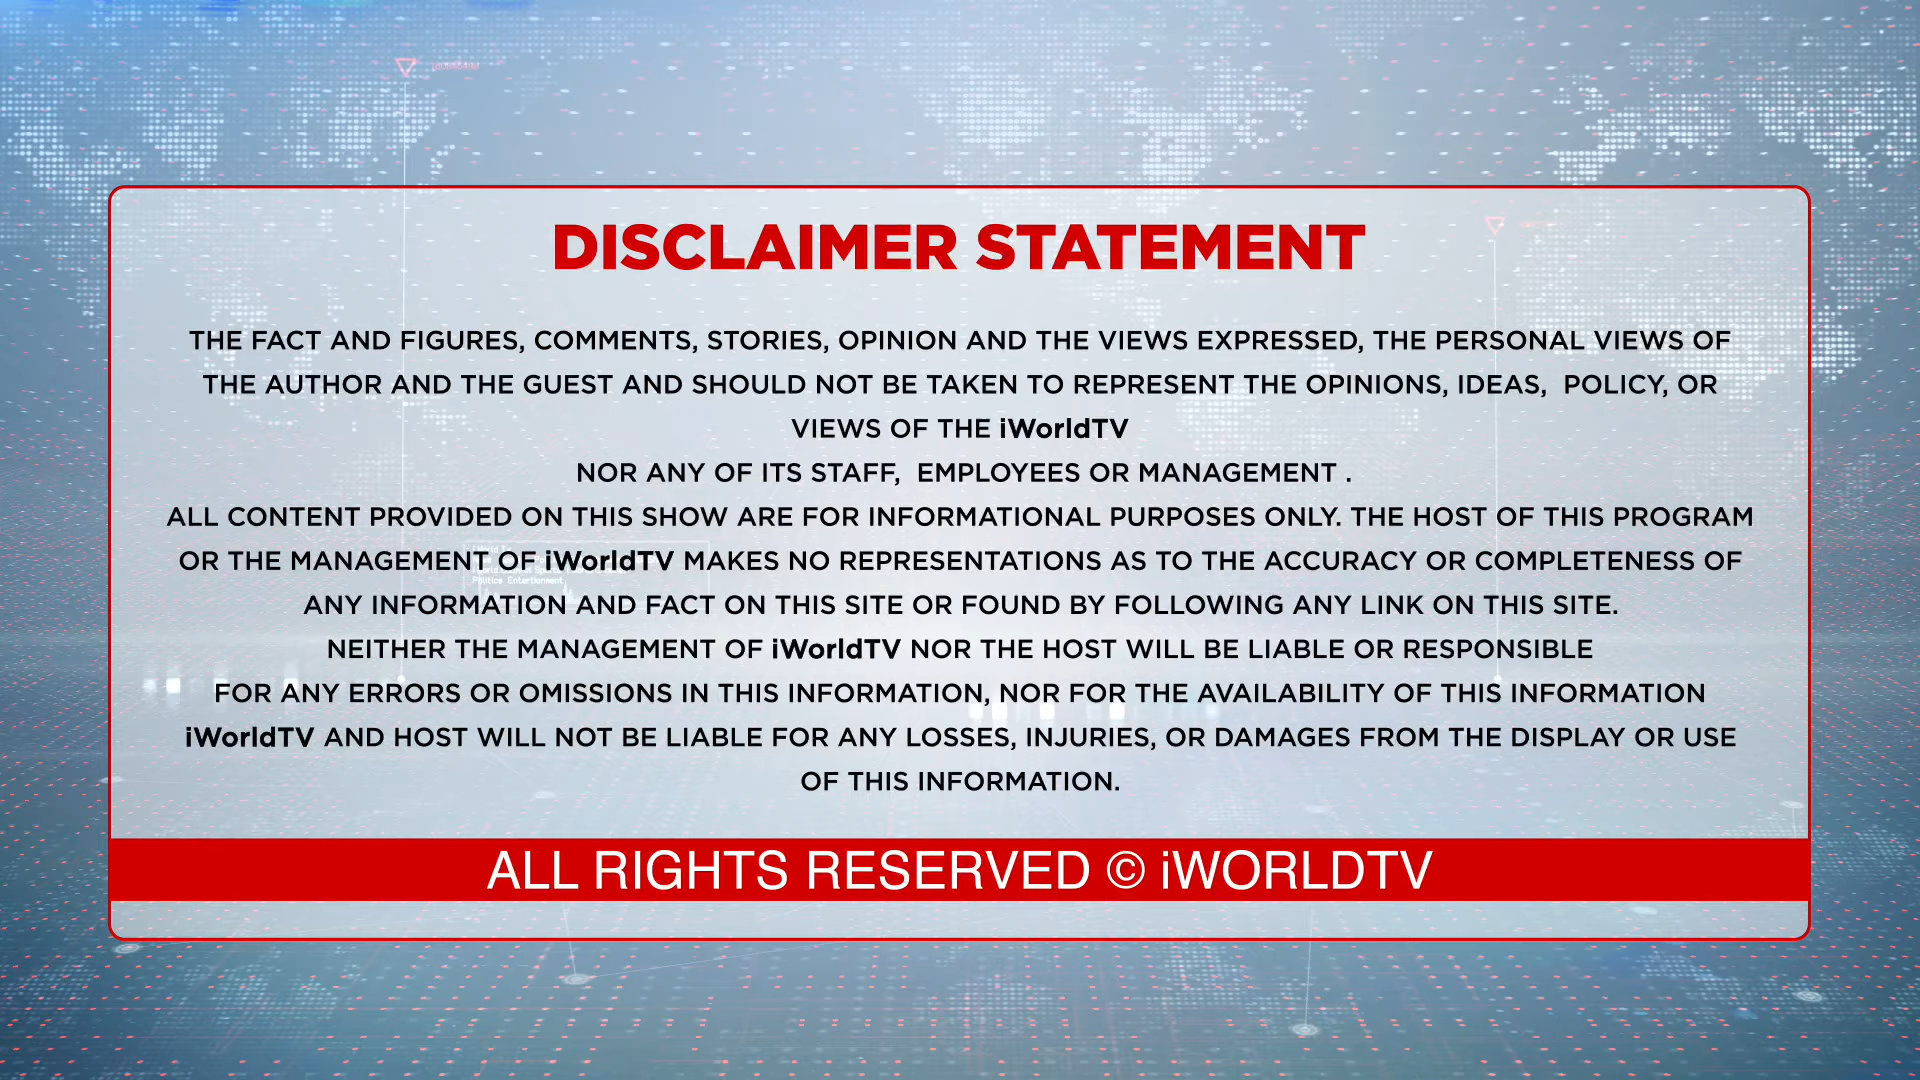 DISCLAIMER STATEMENT
THE FACT AND FIGURES, COMMENTS, STORIES, OPINION AND THE VIEWS EXPRESSED, THE PERSONAL VIEWS OF
THE AUTHOR AND THE GUEST AND SHOULD NOT BE TAKEN TO REPRESENT THE OPINIONS, IDEAS,  POLICY, OR
VIEWS OF THE iWorldTV
NOR ANY OF ITS STAFF,  EMPLOYEES OR MANAGEMENT .
ALL CONTENT PROVIDED ON THIS SHOW ARE FOR INFORMATIONAL PURPOSES ONLY. THE HOST OF THIS PROGRAM
OR THE MANAGEMENT OF iWorldTV MAKES NO REPRESENTATIONS AS TO THE ACCURACY OR COMPLETENESS OF
Politice Entertionment
ANY INFORMATION AND FACT ON THIS SITE OR FOUND BY FOLLOWING ANY LINK ON THIS SITE.
NEITHER THE MANAGEMENT OF iWorldTV NOR THE HOST WILL BE LIABLE OR RESPONSIBLE
FOR ANY ERRORS OR OMISSIONS IN THIS INFORMATION, NOR FOR THE AVAILABILITY OF THIS INFORMATION
iWorldTV AND HOST WILL NOT BE LIABLE FOR ANY LOSSES, INJURIES, OR DAMAGES FROM THE DISPLAY OR USE
OF THIS INFORMATION.
ALL RIGHTS RESERVED © iWORLDTV